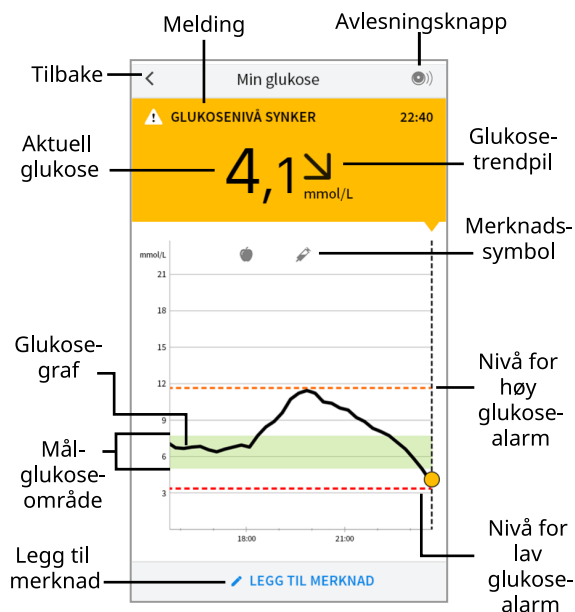 Melding
Avlesningsknapp
Tilbake
Min glukose
GLUKOSENIVÅ SYNKER
22:40
Aktuell
glukose
4,1
mmol/L
Glukose-
trendpil
Merknads-
symbol
mmol/L
21
18
15
12
9
6
3
18:00
21:00
Glukose-
graf
Mål-
glukose-
område
Nivå for
høy
glukose-
alarm
Nivå for
lav
glukose-
alarm
Legg til
merknad
LEGG TIL MERKNAD